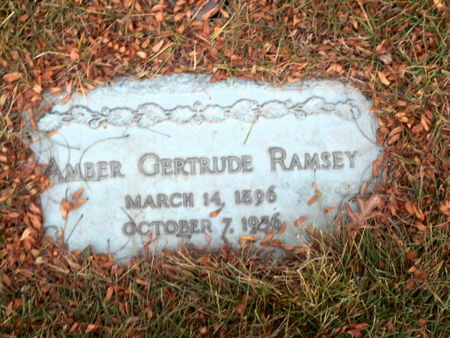 AMBER GERTRUDE RAMSEY
MARCH 14, 1896
OCTOBER 7, 1936